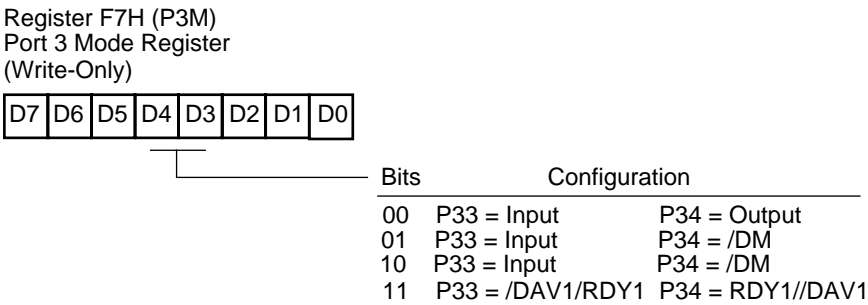 Register F7H (P3M)
Port 3 Mode Register
(Write-Only)
D7 D6 D5 D4 D3 D2 D1 D0
Bits Configuration
00 P33 = Input P34 = Output
01 P33 = Input P34 = /DM
10 P33 = Input P34 = /DM
11 P33 = /DAV1/RDY1 P34 = RDY1//DAV1